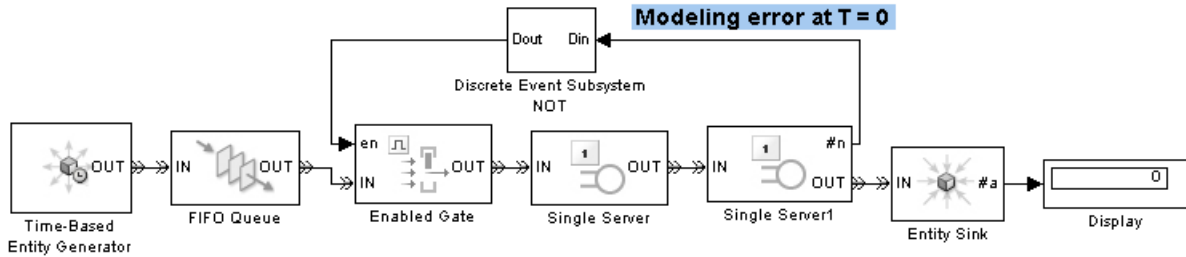 Modeling error at T = 0
Dout Din
Discrete Event Subsystem
NOT
OUT
Time-Based
Entity Generator
IN OUT
FIFO Queue
en
IN OUT
Enabled Gate
1
IN OUT
Single Server
1
#n
IN OUT
Single Server1
IN #a
Entity Sink
0
Display